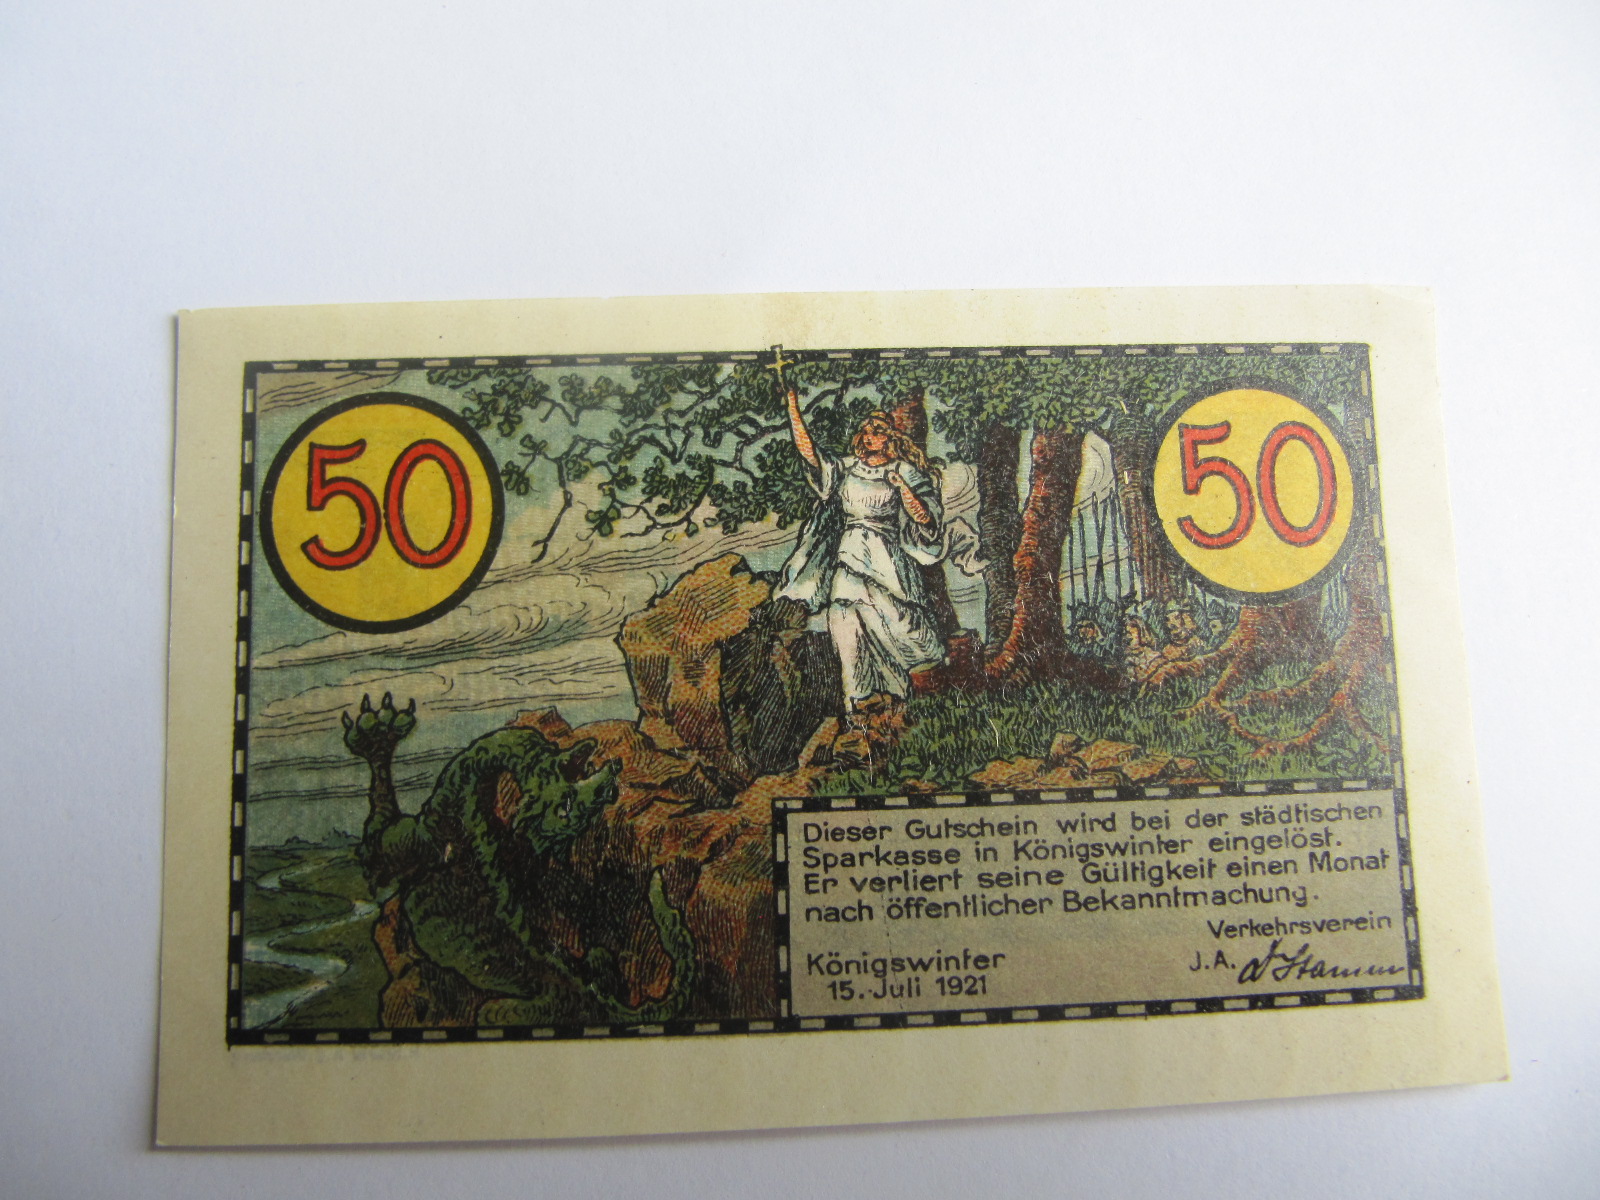 50
50
Dieser Gutschein wird bei der städtischen
Sparkasse in Königswinter eingelöst.
Er verliert seine Gültigkeit einen Monat
nach öffentlicher Bekanntmachung.
Verkehrsverein
Königswinter
J.A.
15. Juli 1921